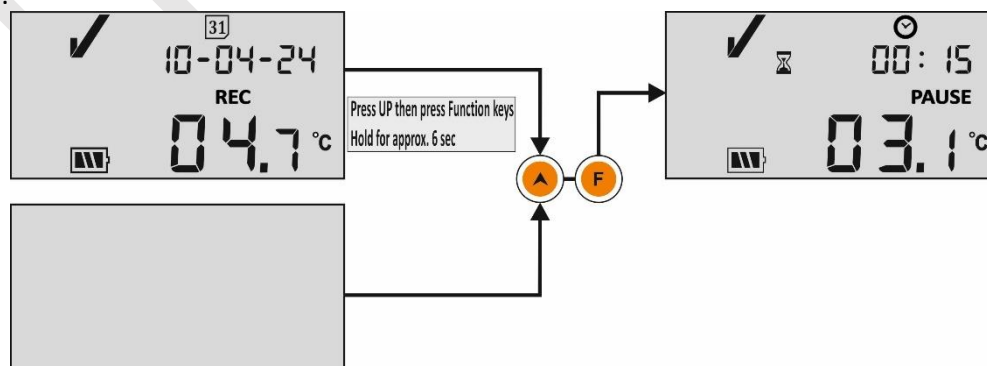 31
10-04-24
REC
04.7 °C
Press UP then press Function keys
Hold for approx. 6 sec
F
00:15
PAUSE
03.1 °C